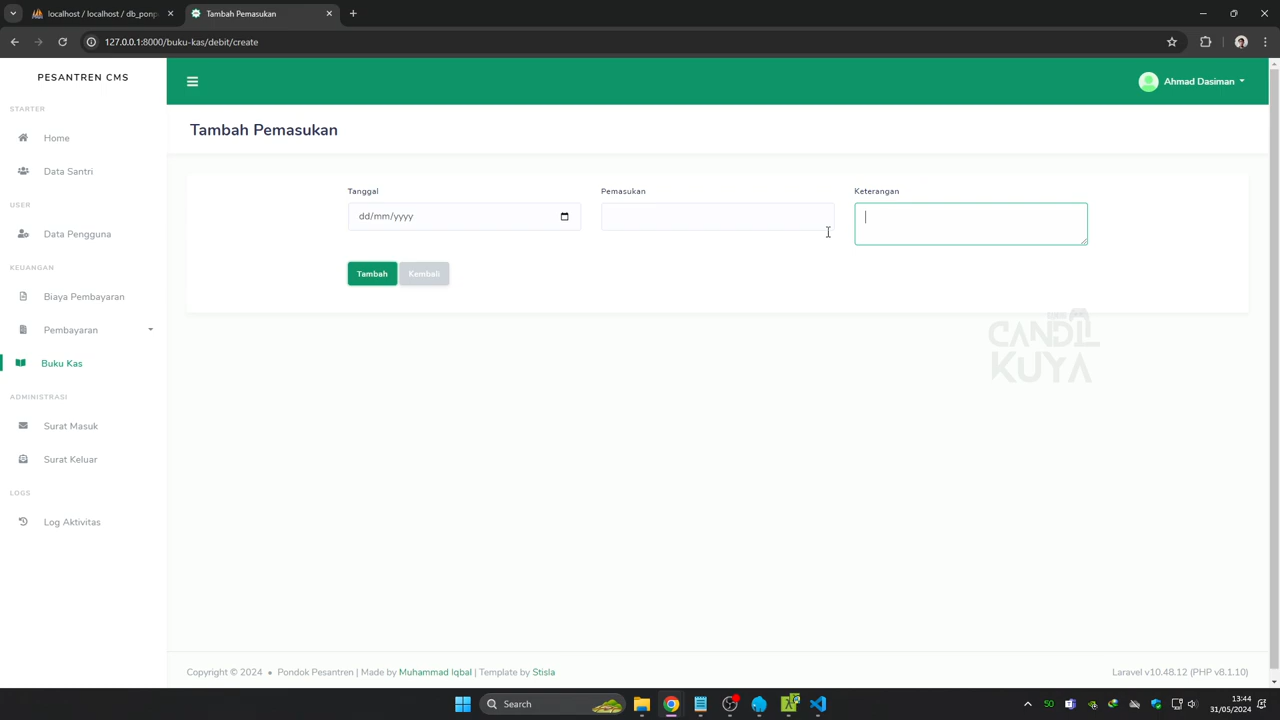 localhost / localhost / db_ponp
Tambah Pemasukan
127.0.0.1:8000/buku-kas/debit/create
PESANTREN CMS
Ahmad Dasiman
STARTER
Home
Data Santri
USER
Data Pengguna
KEUANGAN
Biaya Pembayaran
Pembayaran
Buku Kas
ADMINISTRASI
Surat Masuk
Surat Keluar
LOGS
Log Aktivitas
Tambah Pemasukan
Tanggal
Pemasukan
Keterangan
dd/mm/yyyy
Tambah
Kembali
CANDI
KUYA
Copyright © 2024 • Pondok Pesantren | Made by Muhammad Iqbal | Template by Stisla
Laravel v10.48.12 (PHP v8.1.10)
Search
50
13:44
31/05/2024